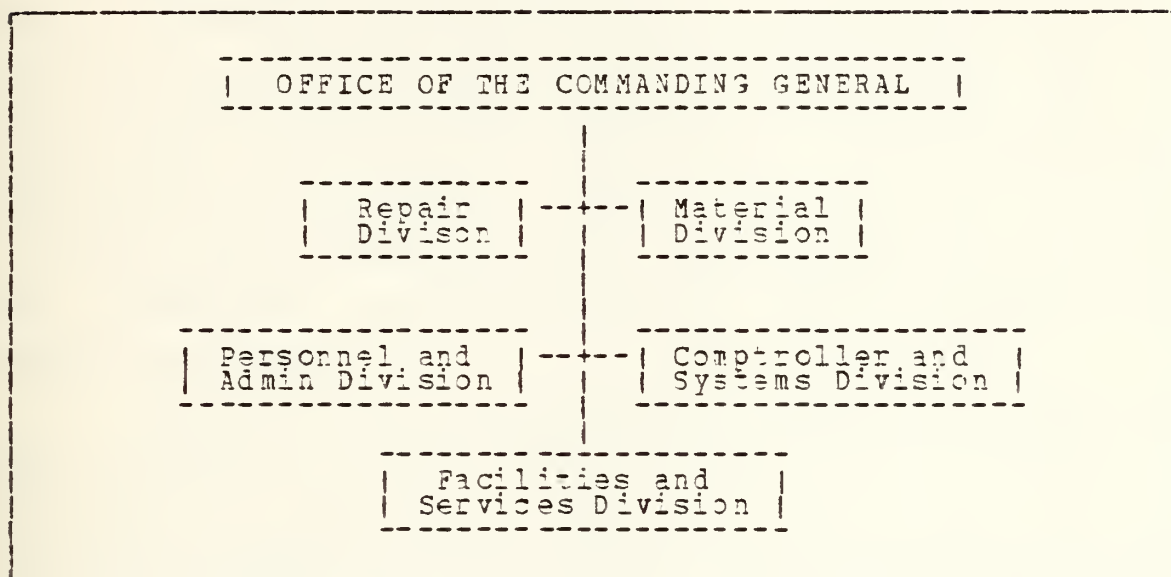 OFFICE OF THE COMMANDING GENERAL
Repair
Divison
Material
Division
Personnel and
Admin Division
Comptroller and
Systems Division
Facilities and
Services Division